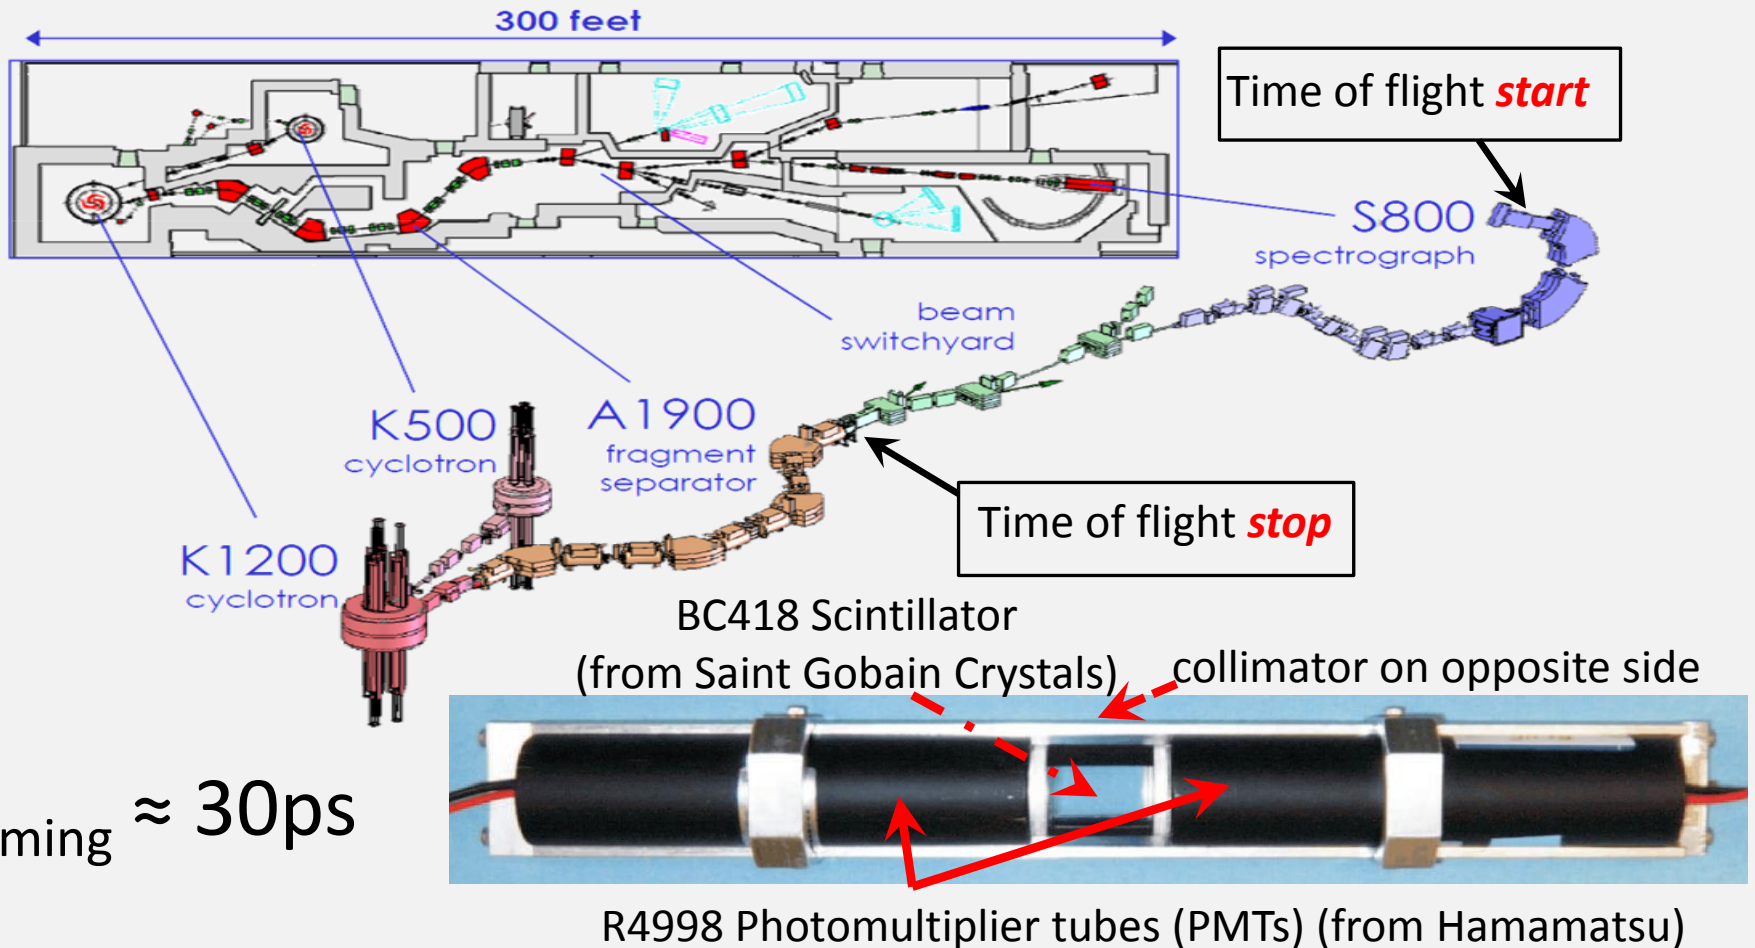 300 feet
Time of flight start
S800
spectrograph
beam
switchyard
A1900
fragment
separator
K500
cyclotron
Time of flight stop
K1200
cyclotron
BC418 Scintillator
(from Saint Gobain Crystals)
collimator on opposite side
ming ≈ 30ps
R4998 Photomultiplier tubes (PMTs) (from Hamamatsu)